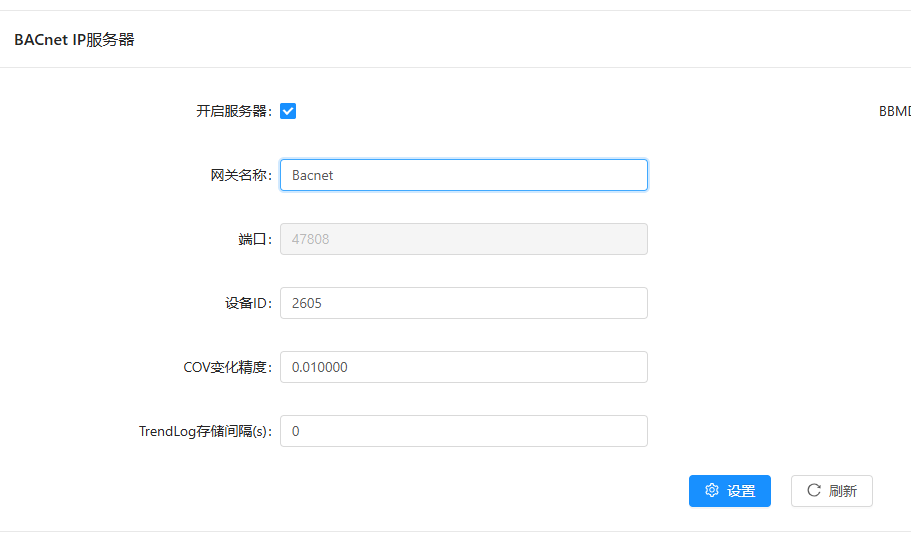 BACnet IP服务器
开启服务器:
BBMD
网关名称: Bacnet
端口: 47808
设备ID: 2605
COV变化精度: 0.010000
TrendLog存储间隔(s): 0
设置 刷新